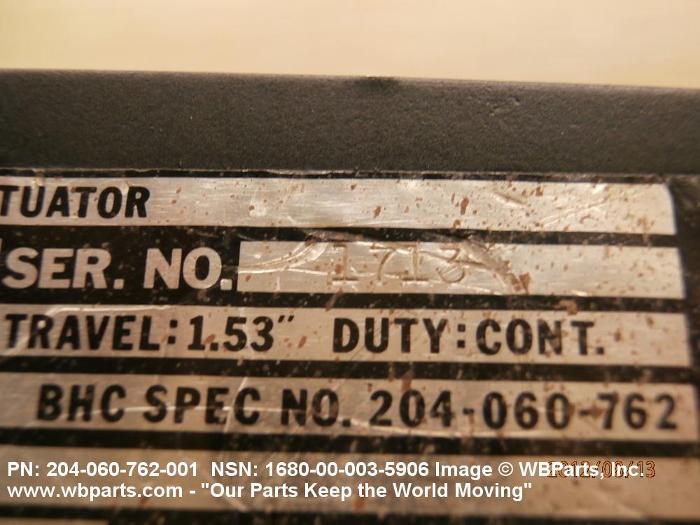 TUATOR
SER. NO. 1713
TRAVEL: 1.53" DUTY: CONT.
BHC SPEC NO. 204-060-762
PN: 204-060-762-001 NSN: 1680-00-003-5906 Image © WBParts, Inc.
www.wbparts.com - "Our Parts Keep the World Moving"